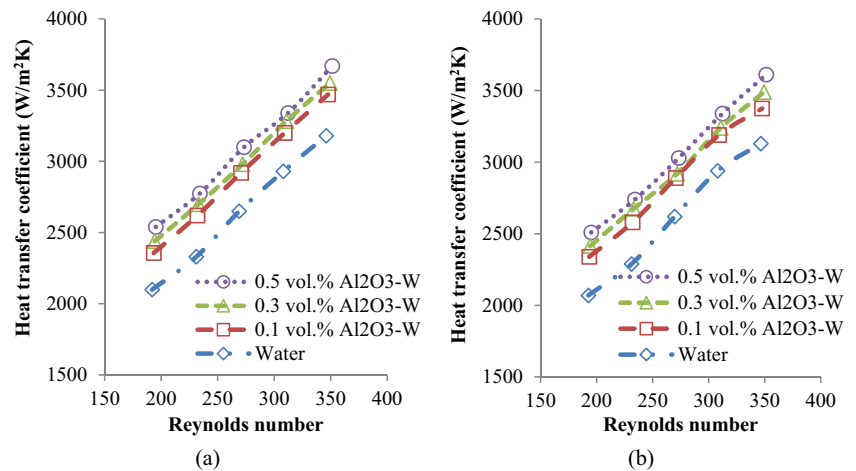 Heat transfer coefficient (W/m²K)
4000
3500
3000
2500
2000
1500
0.5 vol.% Al2O3-W
0.3 vol.% Al2O3-W
0.1 vol.% Al2O3-W
Water
150 200 250 300 350 400
Reynolds number
(a)
Heat transfer coefficient (W/m²K)
4000
3500
3000
2500
2000
1500
0.5 vol.% Al2O3-W
0.3 vol.% Al2O3-W
0.1 vol.% Al2O3-W
Water
150 200 250 300 350 400
Reynolds number
(b)